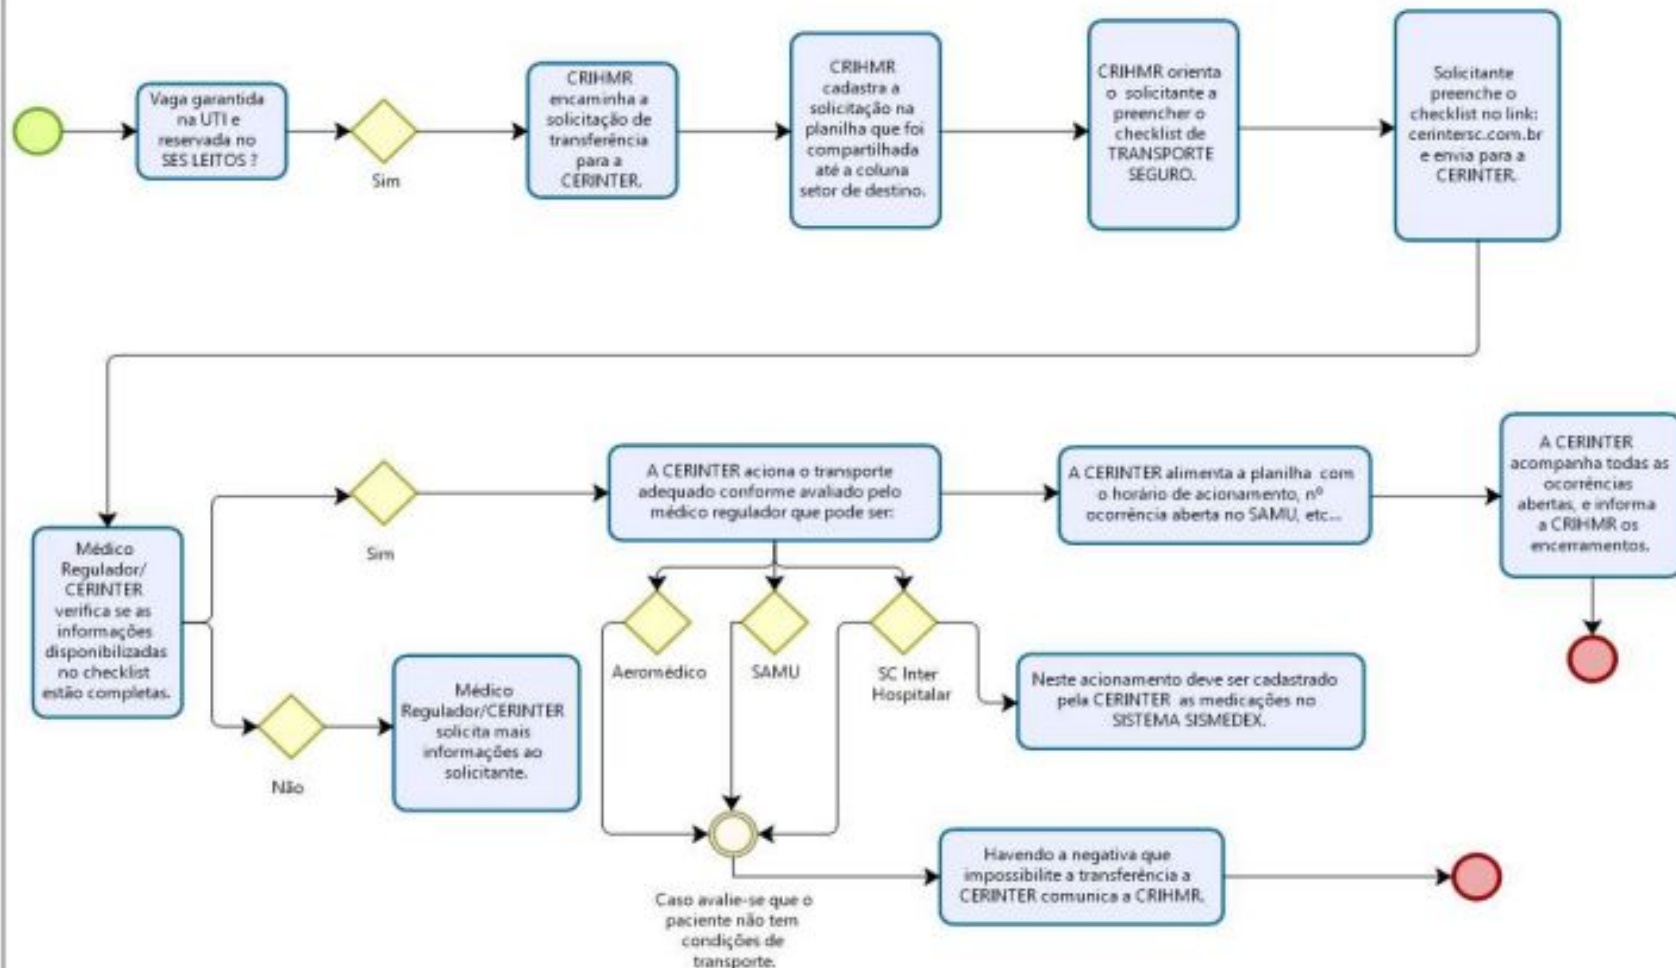 Vaga garantida
na UTI e
reservada no
SES LEITOS ?
Sim
CRIHMR
encaminha a
solicitação de
transferência
para a
CERINTER.
CRIHMR
cadastra a
solicitação na
planilha que foi
compartilhada
até a coluna
setor de destino.
CRIHMR orienta
o solicitante a
preencher o
checklist de
TRANSPORTE
SEGURO.
Solicitante
preenche o
checklist no link:
cerintersc.com.br
e envia para a
CERINTER.
Médico
Regulador/
CERINTER
verifica se as
informações
disponibilizadas
no checklist
estão completas.
Sim
Não
Médico
Regulador/CERINTER
solicita mais
informações ao
solicitante.
A CERINTER aciona o transporte
adequado conforme avaliado pelo
médico regulador que pode ser:
Aeromédico
SAMU
SC Inter
Hospitalar
A CERINTER alimenta a planilha com
o horário de acionamento, nº
ocorrência aberta no SAMU, etc...
A CERINTER
acompanha todas as
ocorrências
abertas, e informa
a CRIHMR os
encerramentos.
Neste acionamento deve ser cadastrado
pela CERINTER as medicações no
SISTEMA SISMEDEX.
Caso avalie-se que o
paciente não tem
condições de
transporte.
Havendo a negativa que
impossibilite a transferência a
CERINTER comunica a CRIHMR.